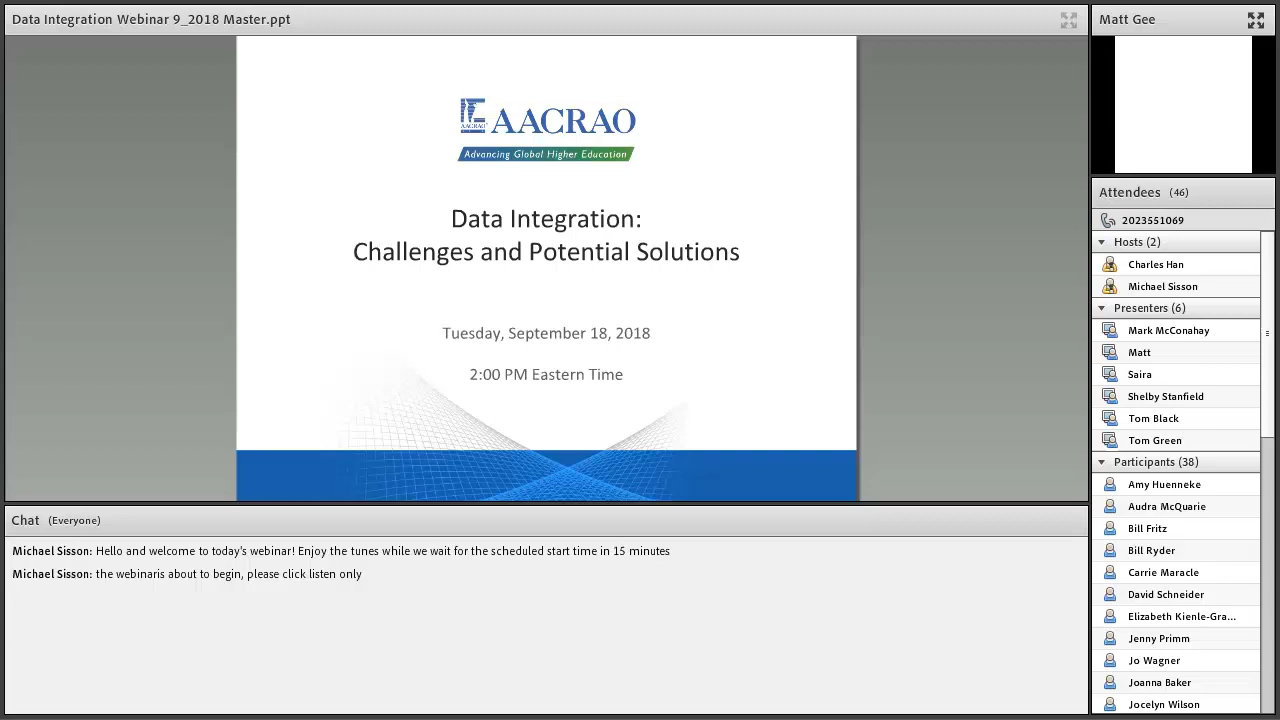 Data Integration Webinar 9_2018 Master.ppt
AACRAO
AACRAO
Advancing Global Higher Education
Data Integration:
Challenges and Potential Solutions
Tuesday, September 18, 2018
2:00 PM Eastern Time
Chat (Everyone)
Michael Sisson: Hello and welcome to today's webinar! Enjoy the tunes while we wait for the scheduled start time in 15 minutes
Michael Sisson: the webinaris about to begin, please click listen only
Matt Gee
Attendees (46)
2023551069
Hosts (2)
Charles Han
Michael Sisson
Presenters (6)
Mark McConahay
Matt
Saira
Shelby Stanfield
Tom Black
Tom Green
Participants (38)
Amy Huenneke
Audra McQuarie
Bill Fritz
Bill Ryder
Carrie Maracle
David Schneider
Elizabeth Kienle-Gra...
Jenny Primm
Jo Wagner
Joanna Baker
Jocelyn Wilson